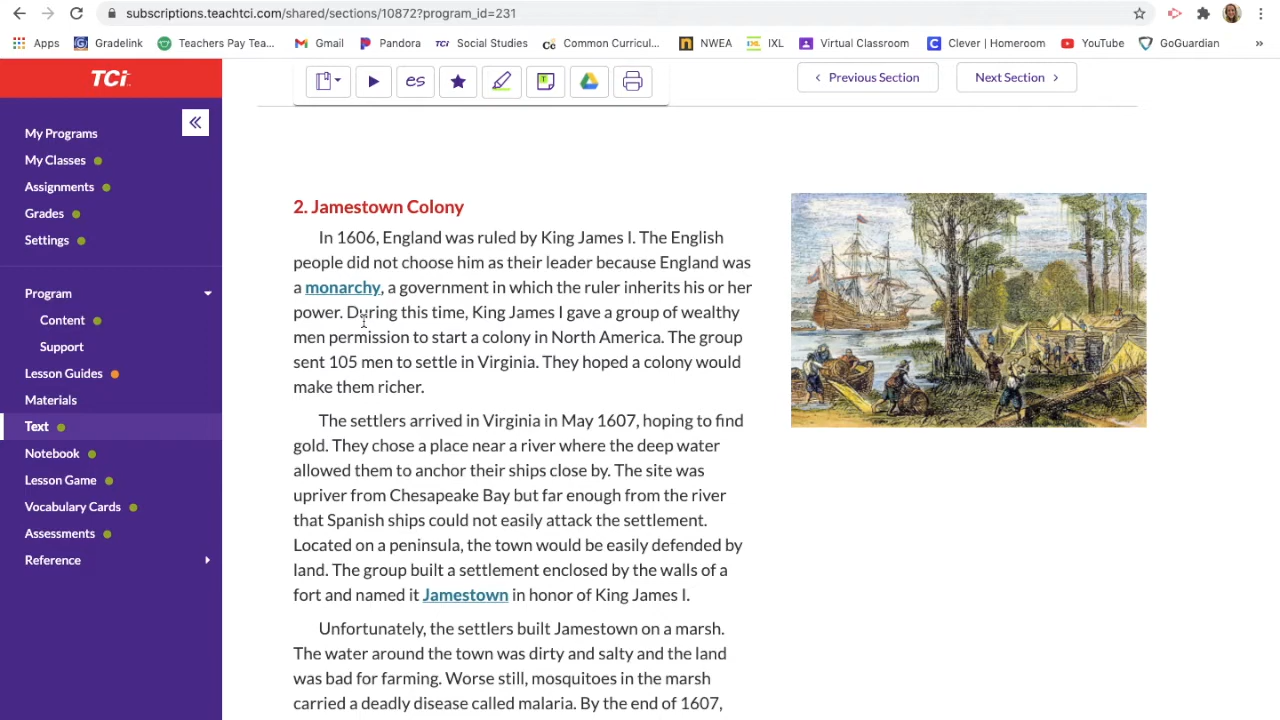 subscriptions.teachtci.com/shared/sections/10872?program_id=231
Apps Gradelink Teachers Pay Tea... Gmail Pandora TCi Social Studies Cc Common Curricul... NWEA IXL IXL Virtual Classroom C Clever | Homeroom YouTube GoGuardian »
TCi
es
Previous Section
Next Section
My Programs
My Classes
Assignments
Grades
Settings
Program
Content
Support
Lesson Guides
Materials
Text
Notebook
Lesson Game
Vocabulary Cards
Assessments
Reference
2. Jamestown Colony
In 1606, England was ruled by King James I. The English
people did not choose him as their leader because England was
a monarchy, a government in which the ruler inherits his or her
power. During this time, King James I gave a group of wealthy
men permission to start a colony in North America. The group
sent 105 men to settle in Virginia. They hoped a colony would
make them richer.
The settlers arrived in Virginia in May 1607, hoping to find
gold. They chose a place near a river where the deep water
allowed them to anchor their ships close by. The site was
upriver from Chesapeake Bay but far enough from the river
that Spanish ships could not easily attack the settlement.
Located on a peninsula, the town would be easily defended by
land. The group built a settlement enclosed by the walls of a
fort and named it Jamestown in honor of King James I.
Unfortunately, the settlers built Jamestown on a marsh.
The water around the town was dirty and salty and the land
was bad for farming. Worse still, mosquitoes in the marsh
carried a deadly disease called malaria. By the end of 1607,